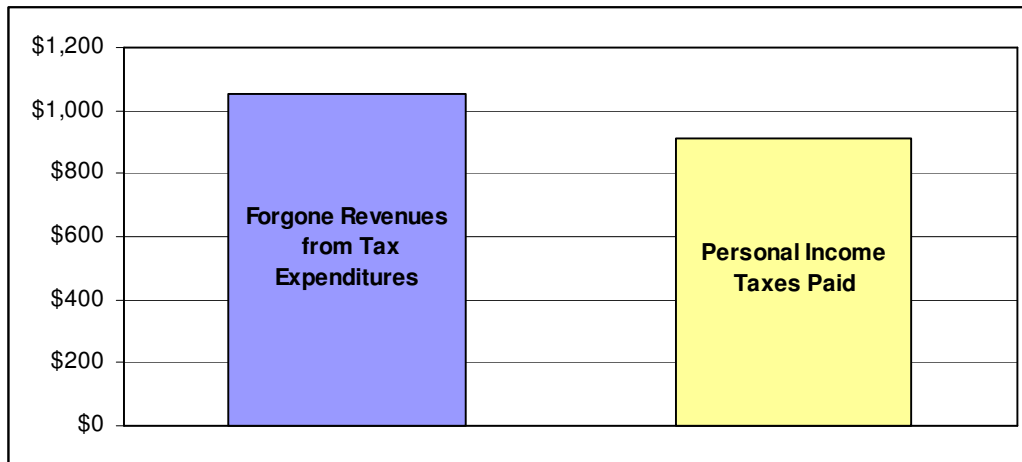 $1,200
$1,000
$800
$600
$400
$200
$0
Forgone Revenues
from Tax
Expenditures
Personal Income
Taxes Paid